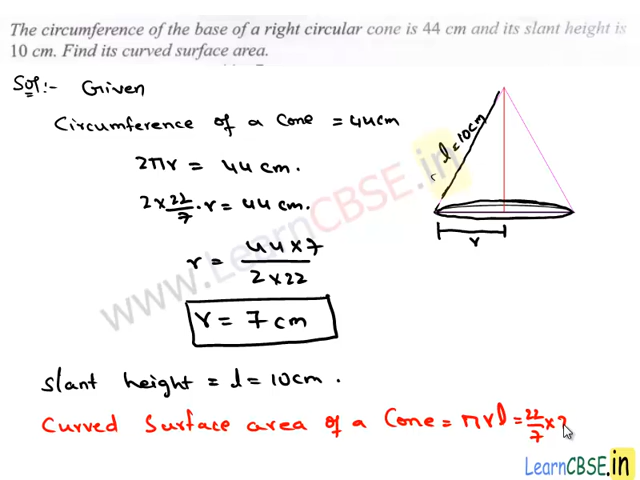 The circumference of the base of a right circular cone is 44 cm and its slant height is
10 cm. Find its curved surface area.
Sol:- Given
Circumference of a Cone = 44cm
2πr = 44 cm.
2 × 22/7 · r = 44 cm.
r = 44 × 7 / 2 × 22
r = 7 cm
l = 10cm
r
Slant height = l = 10cm.
Curved Surface area of a Cone = πrl = 22/7 ×
www.LearnCBSE.in
LearnCBSE.in